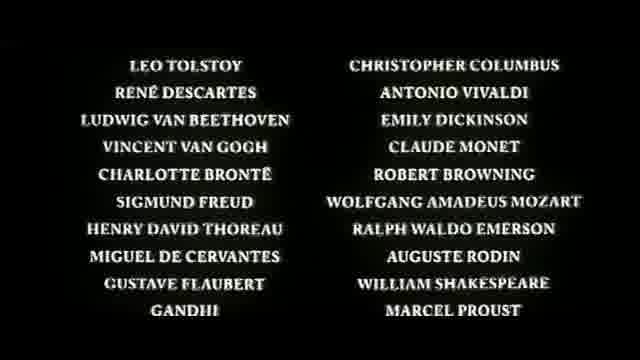 LEO TOLSTOY
RENÉ DESCARTES
LUDWIG VAN BEETHOVEN
VINCENT VAN GOGH
CHARLOTTE BRONTË
SIGMUND FREUD
HENRY DAVID THOREAU
MIGUEL DE CERVANTES
GUSTAVE FLAUBERT
GANDHI
CHRISTOPHER COLUMBUS
ANTONIO VIVALDI
EMILY DICKINSON
CLAUDE MONET
ROBERT BROWNING
WOLFGANG AMADEUS MOZART
RALPH WALDO EMERSON
AUGUSTE RODIN
WILLIAM SHAKESPEARE
MARCEL PROUST